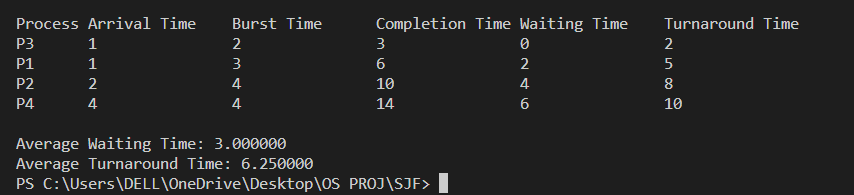 Process Arrival Time Burst Time Completion Time Waiting Time Turnaround Time
P3 1 2 3 0 2
P1 1 3 6 2 5
P2 2 4 10 4 8
P4 4 4 14 6 10
Average Waiting Time: 3.000000
Average Turnaround Time: 6.250000
PS C:\Users\DELL\OneDrive\Desktop\OS PROJ\SJF>